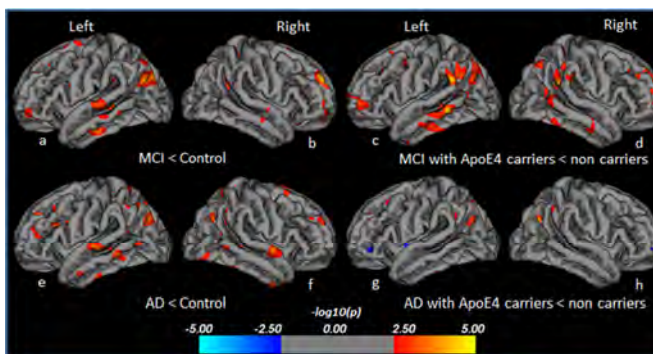 Left Right Left Right
a b c d
MCI < Control MCI with ApoE4 carriers < non carriers
e f g h
AD < Control AD with ApoE4 carriers < non carriers
-log10(p)
-5.00 -2.50 0.00 2.50 5.00